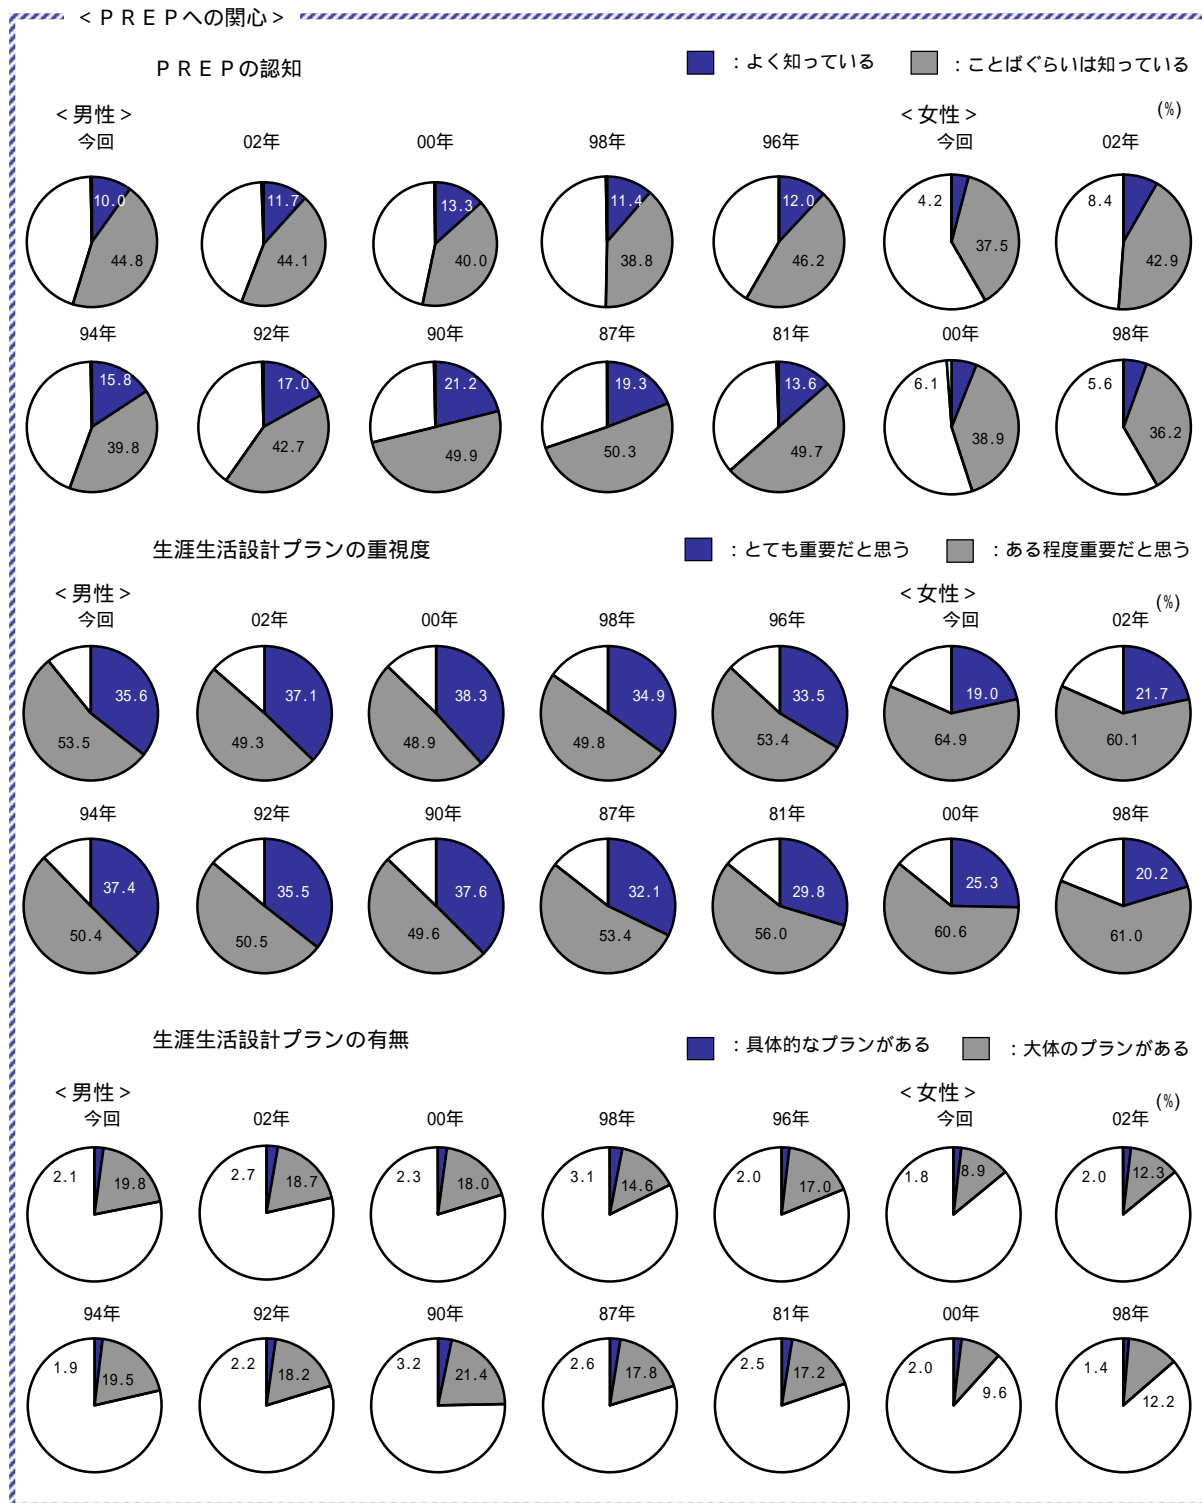 ＜ＰＲＥＰへの関心＞
ＰＲＥＰの認知
：よく知っている ：ことばぐらいは知っている
＜男性＞ ＜女性＞ (%)
今回 02年 00年 98年 96年 今回 02年
10.0 11.7 13.3 11.4 12.0 4.2 8.4
44.8 44.1 40.0 38.8 46.2 37.5 42.9
94年 92年 90年 87年 81年 00年 98年
15.8 17.0 21.2 19.3 13.6 6.1 5.6
39.8 42.7 49.9 50.3 49.7 38.9 36.2
生涯生活設計プランの重視度
：とても重要だと思う ：ある程度重要だと思う
＜男性＞ ＜女性＞ (%)
今回 02年 00年 98年 96年 今回 02年
35.6 37.1 38.3 34.9 33.5 19.0 21.7
53.5 49.3 48.9 49.8 53.4 64.9 60.1
94年 92年 90年 87年 81年 00年 98年
37.4 35.5 37.6 32.1 29.8 25.3 20.2
50.4 50.5 49.6 53.4 56.0 60.6 61.0
生涯生活設計プランの有無
：具体的なプランがある ：大体のプランがある
＜男性＞ ＜女性＞ (%)
今回 02年 00年 98年 96年 今回 02年
2.1 19.8 2.7 18.7 2.3 18.0 3.1 14.6 2.0 17.0 1.8 8.9 2.0 12.3
94年 92年 90年 87年 81年 00年 98年
1.9 19.5 2.2 18.2 3.2 21.4 2.6 17.8 2.5 17.2 2.0 9.6 1.4 12.2